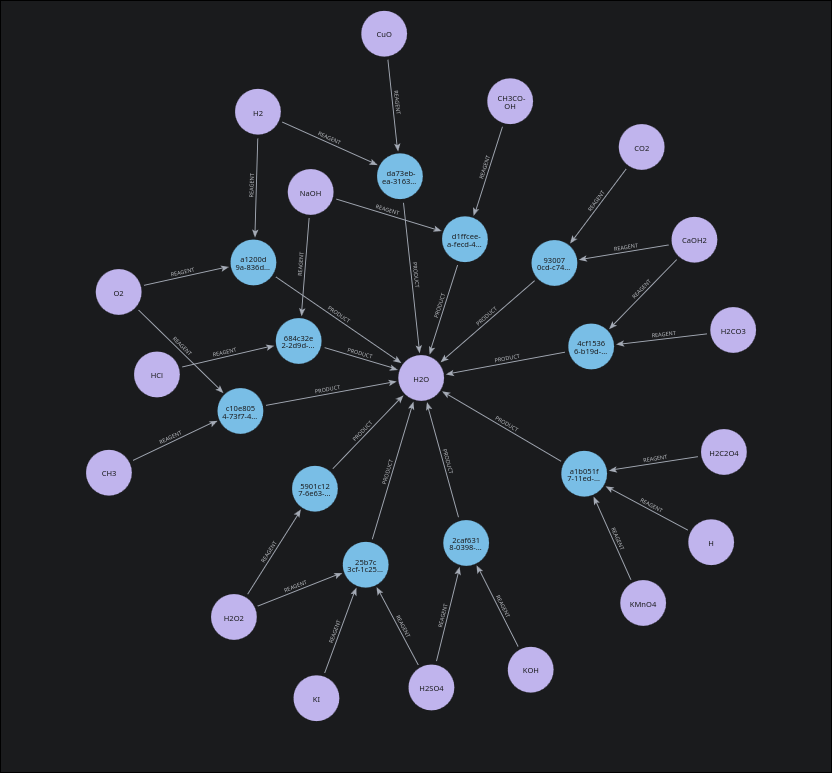 CuO
REAGENT
H2
CH3CO-
OH
REAGENT
REAGENT
CO2
da73eb-
ea-3163...
REAGENT
REAGENT
NaOH
REAGENT
REAGENT
d1ffcee-
a-fecd-4...
CaOH2
REAGENT
a1200d
9a-836d...
REAGENT
REAGENT
93007
0cd-c74...
PRODUCT
REAGENT
O2
PRODUCT
PRODUCT
PRODUCT
H2CO3
REAGENT
684c32e
2-2d9d-...
4cf1536
6-b19d-...
REAGENT
REAGENT
PRODUCT
PRODUCT
HCl
H2O
PRODUCT
c10e805
4-73f7-4...
PRODUCT
REAGENT
PRODUCT
H2C2O4
CH3
PRODUCT
PRODUCT
REAGENT
a1b051f
7-11ed-...
5901c12
7-6e63-...
REAGENT
H
REAGENT
2caf631
8-0398-...
REAGENT
25b7c
3cf-1c25...
REAGENT
KMnO4
REAGENT
H2O2
REAGENT
REAGENT
REAGENT
KOH
H2SO4
KI